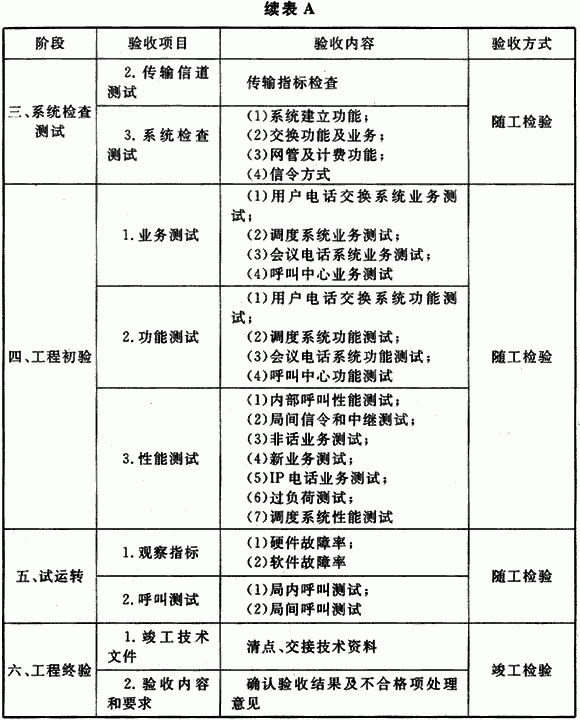 续表 A
阶段 验收项目 验收内容 验收方式
三、系统检查
测试
2. 传输信道
测试
传输指标检查
随工检验
3. 系统检查
测试
(1)系统建立功能；
(2)交换功能及业务；
(3)网管及计费功能；
(4)信令方式
四、工程初验
1. 业务测试
(1)用户电话交换系统业务测
试；
(2)调度系统业务测试；
(3)会议电话系统业务测试；
(4)呼叫中心业务测试
随工检验
2. 功能测试
(1)用户电话交换系统功能测
试；
(2)调度系统功能测试；
(3)会议电话系统功能测试；
(4)呼叫中心功能测试
3. 性能测试
(1)内部呼叫性能测试；
(2)局间信令和中继测试；
(3)非话业务测试；
(4)新业务测试；
(5)IP 电话业务测试；
(6)过负荷测试；
(7)调度系统性能测试
五、试运转
1. 观察指标
(1)硬件故障率；
(2)软件故障率
随工检验
2. 呼叫测试
(1)局内呼叫测试；
(2)局间呼叫测试
六、工程终验
1. 竣工技术
文件
清点、交接技术资料
竣工检验
2. 验收内容
和要求
确认验收结果及不合格项处理
意见